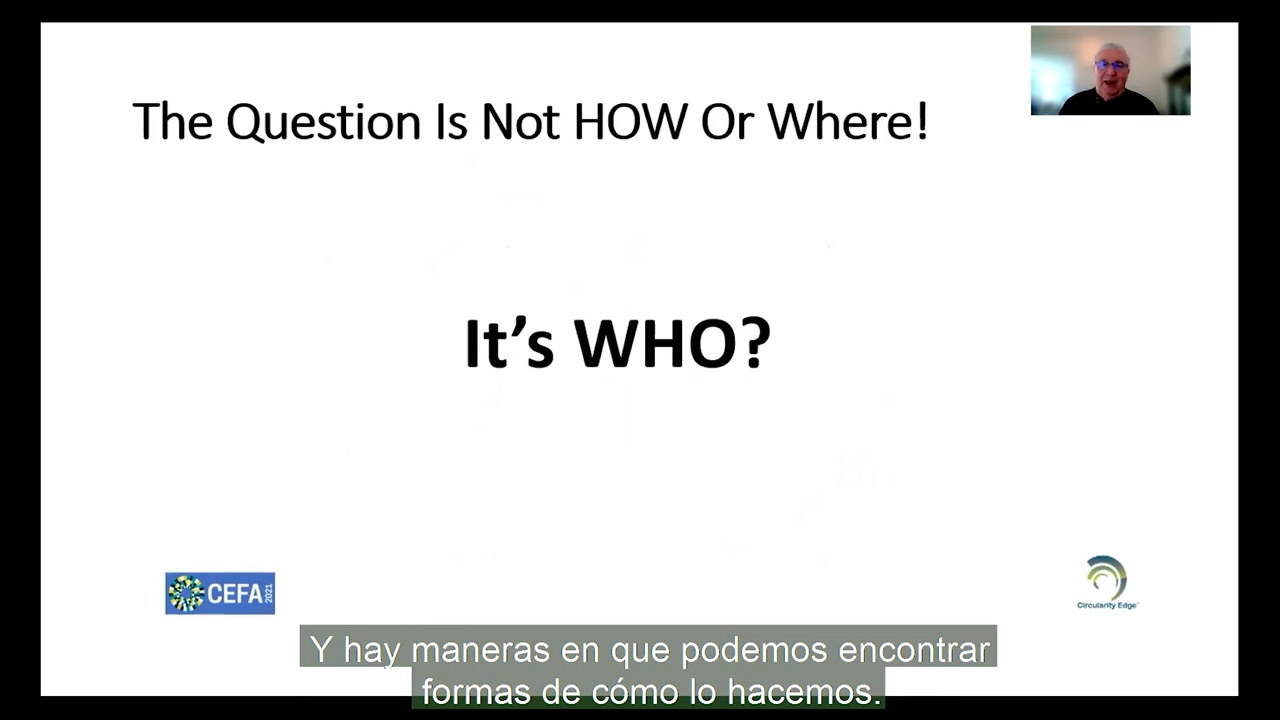 The Question Is Not HOW Or Where!
It's WHO?
CEFA 2021
Circularity Edge
Y hay maneras en que podemos encontrar
formas de cómo lo hacemos.